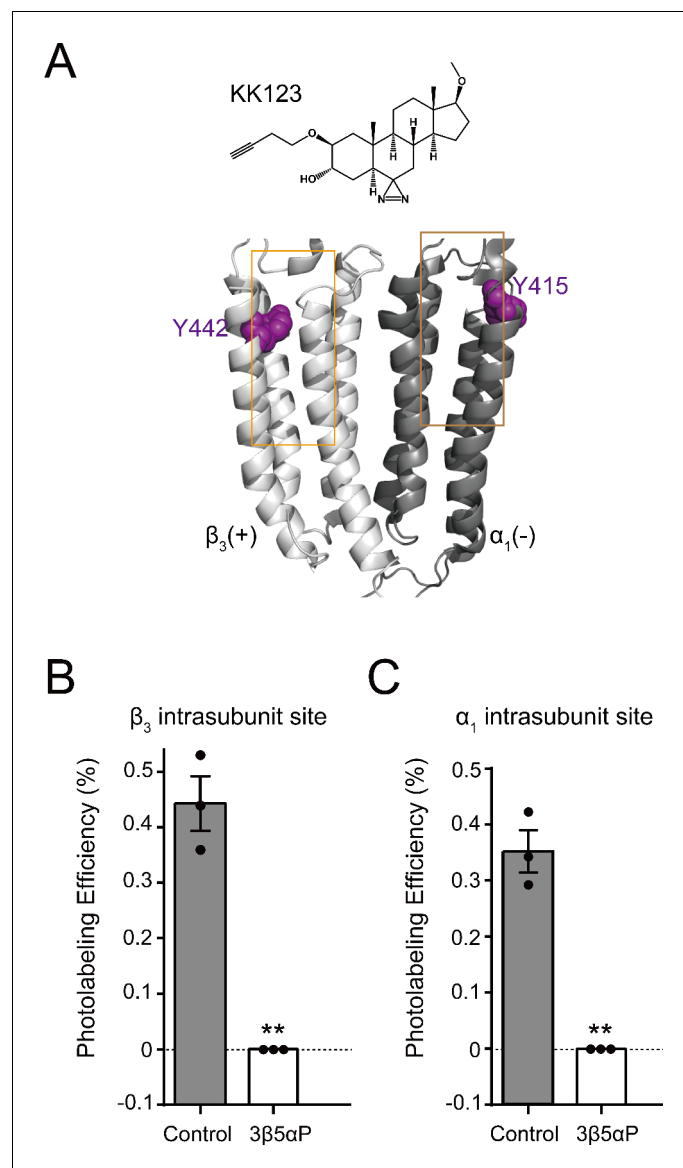 A
KK123
O
O
HO
H
H
H
H
N=N
Y442
Y415
β₃(+)
α₁(-)
B
β₃ intrasubunit site
Photolabeling Efficiency (%)
0.5
0.4
0.3
0.2
0.1
0
-0.1
**
Control 3β5αP
C
α₁ intrasubunit site
Photolabeling Efficiency (%)
0.5
0.4
0.3
0.2
0.1
0
-0.1
**
Control 3β5αP